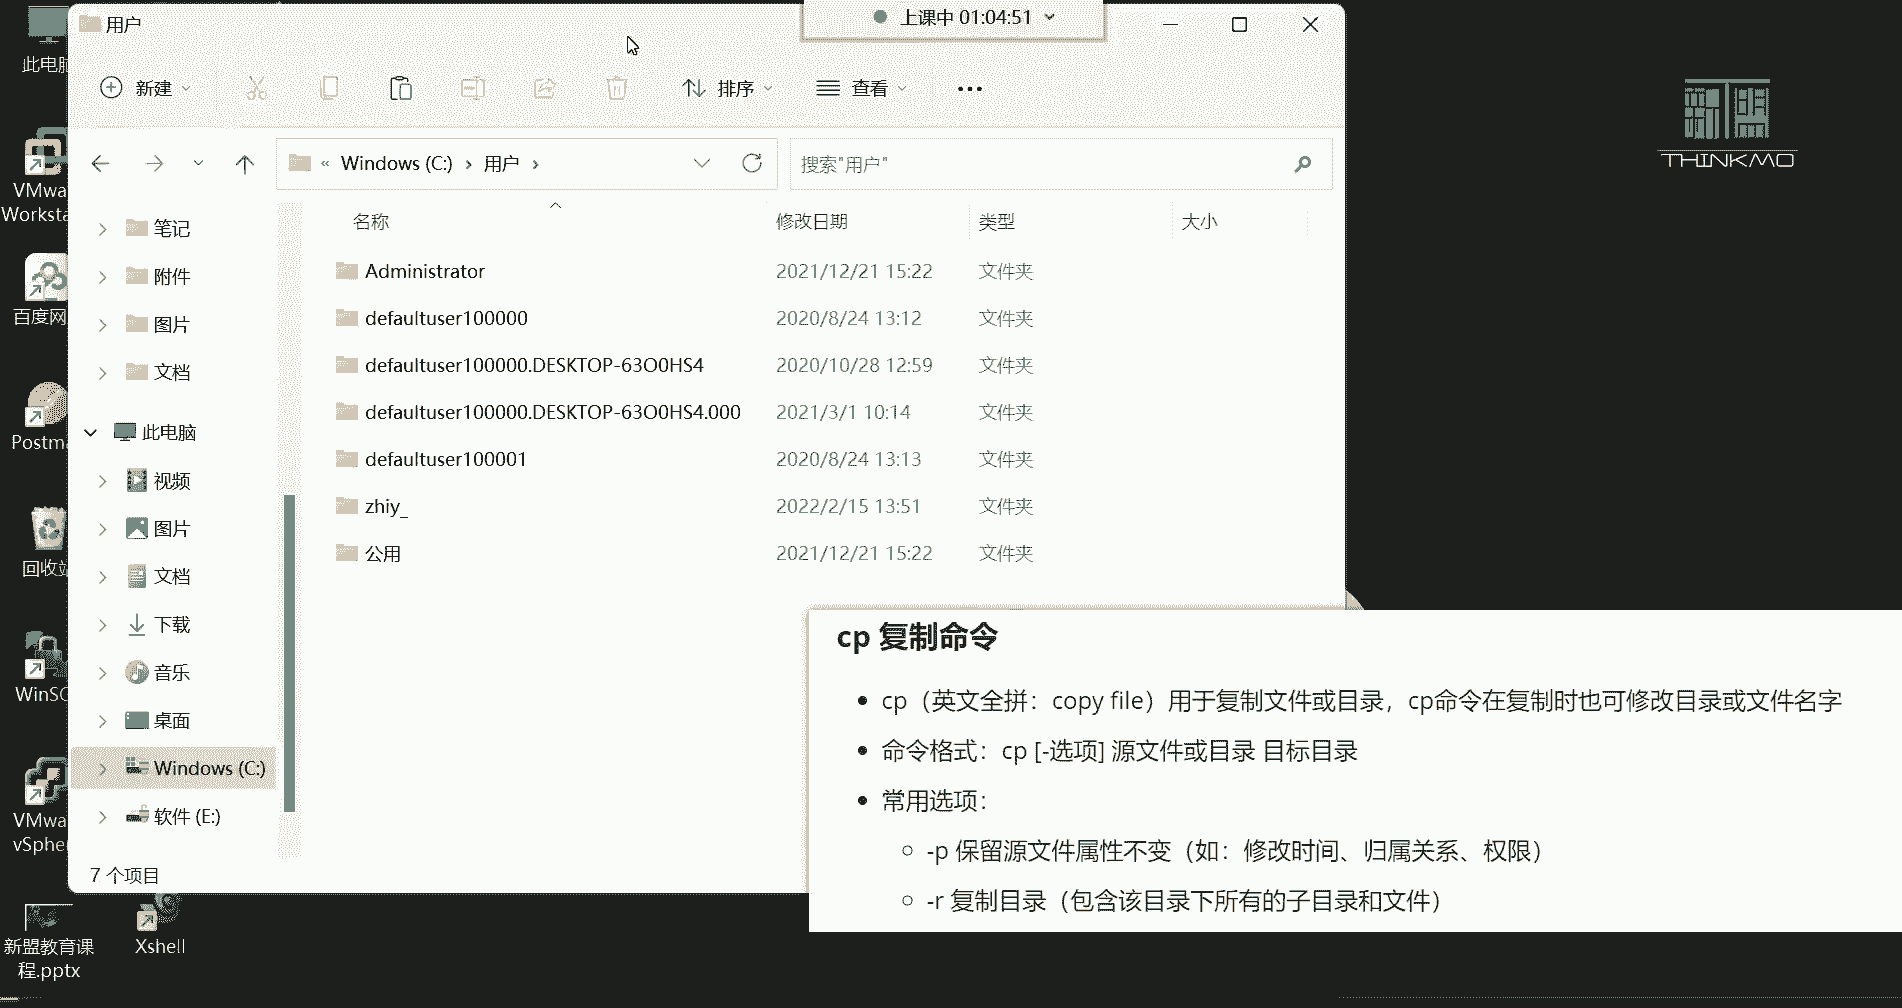 用户
上课中 01:04:51
新建
排序
查看
« Windows (C:) › 用户 ›
搜索"用户"
名称 修改日期 类型 大小
Administrator 2021/12/21 15:22 文件夹
defaultuser100000 2020/8/24 13:12 文件夹
defaultuser100000.DESKTOP-63O0HS4 2020/10/28 12:59 文件夹
defaultuser100000.DESKTOP-63O0HS4.000 2021/3/1 10:14 文件夹
defaultuser100001 2020/8/24 13:13 文件夹
zhiy_ 2022/2/15 13:51 文件夹
公用 2021/12/21 15:22 文件夹
笔记
附件
图片
文档
此电脑
视频
图片
文档
下载
音乐
桌面
Windows (C:)
软件 (E:)
7 个项目
此电脑
VMwa
Worksta
百度网
Postm
回收站
WinSC
VMwa
vSphe
新盟教育课
程.pptx
Xshell
THINKMO
cp 复制命令
cp（英文全拼：copy file）用于复制文件或目录，cp命令在复制时也可修改目录或文件名字
命令格式：cp [-选项] 源文件或目录 目标目录
常用选项：
-p 保留源文件属性不变（如：修改时间、归属关系、权限）
-r 复制目录（包含该目录下所有的子目录和文件）